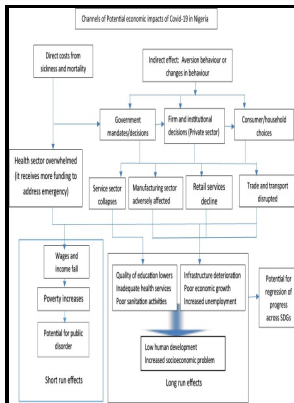 Channels of Potential economic impacts of Covid-19 in Nigeria
Direct costs from
sickness and mortality
Indirect effect: Aversion behaviour or
changes in behaviour
Government
mandates/decisions
Firm and institutional
decisions (Private sector)
Consumer/household
choices
Health sector overwhelmed
(it receives more funding to
address emergency)
Service sector
collapses
Manufacturing sector
adversely affected
Retail services
decline
Trade and transport
disrupted
Wages and
income fall
Poverty increases
Potential for public
disorder
Short run effects
Quality of education lowers
Inadequate health services
Poor sanitation activities
Infrastructure deterioration
Poor economic growth
Increased unemployment
Low human development
Increased socioeconomic problem
Long run effects
Potential for
regression of
progress
across SDGs